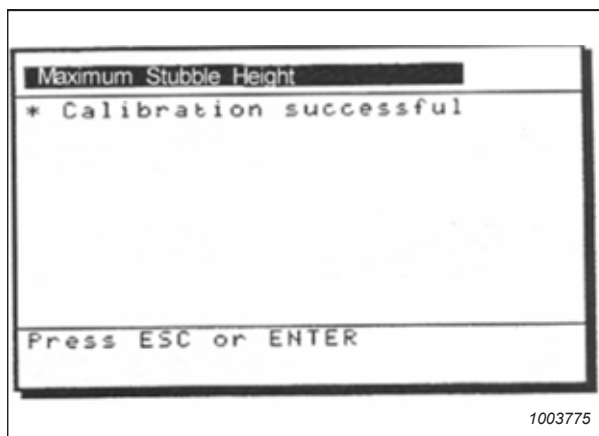 Maximum Stubble Height
* Calibration successful
Press ESC or ENTER
1003775